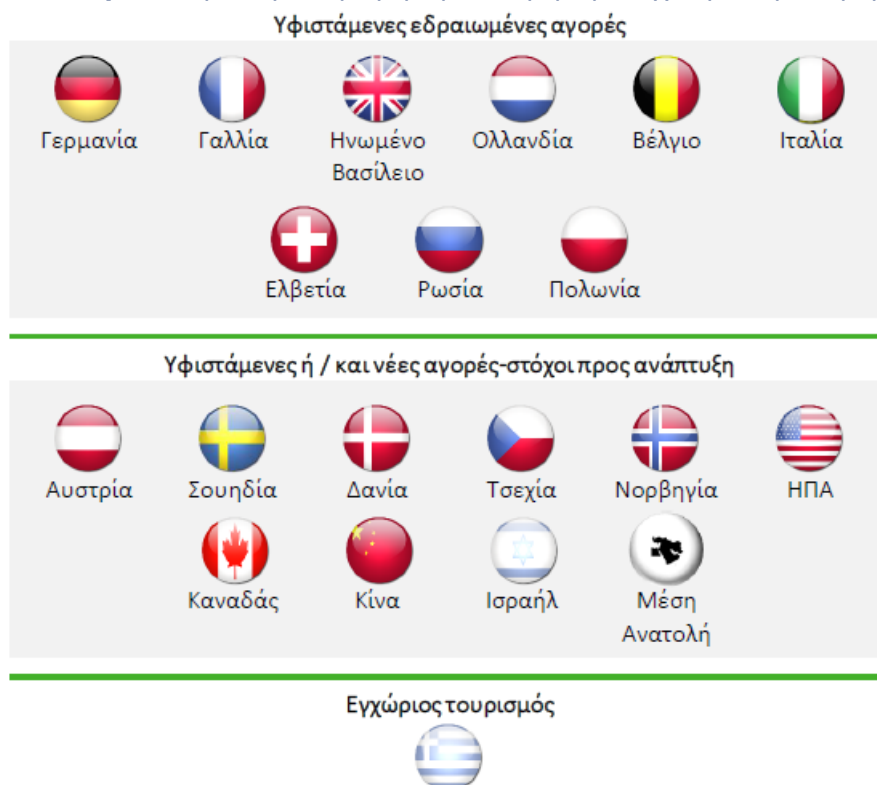 Υφιστάμενες εδραιωμένες αγορές
Γερμανία Γαλλία Ηνωμένο Βασίλειο Ολλανδία Βέλγιο Ιταλία
Ελβετία Ρωσία Πολωνία
Υφιστάμενες ή / και νέες αγορές-στόχοι προς ανάπτυξη
Αυστρία Σουηδία Δανία Τσεχία Νορβηγία ΗΠΑ
Καναδάς Κίνα Ισραήλ Μέση Ανατολή
Εγχώριος τουρισμός